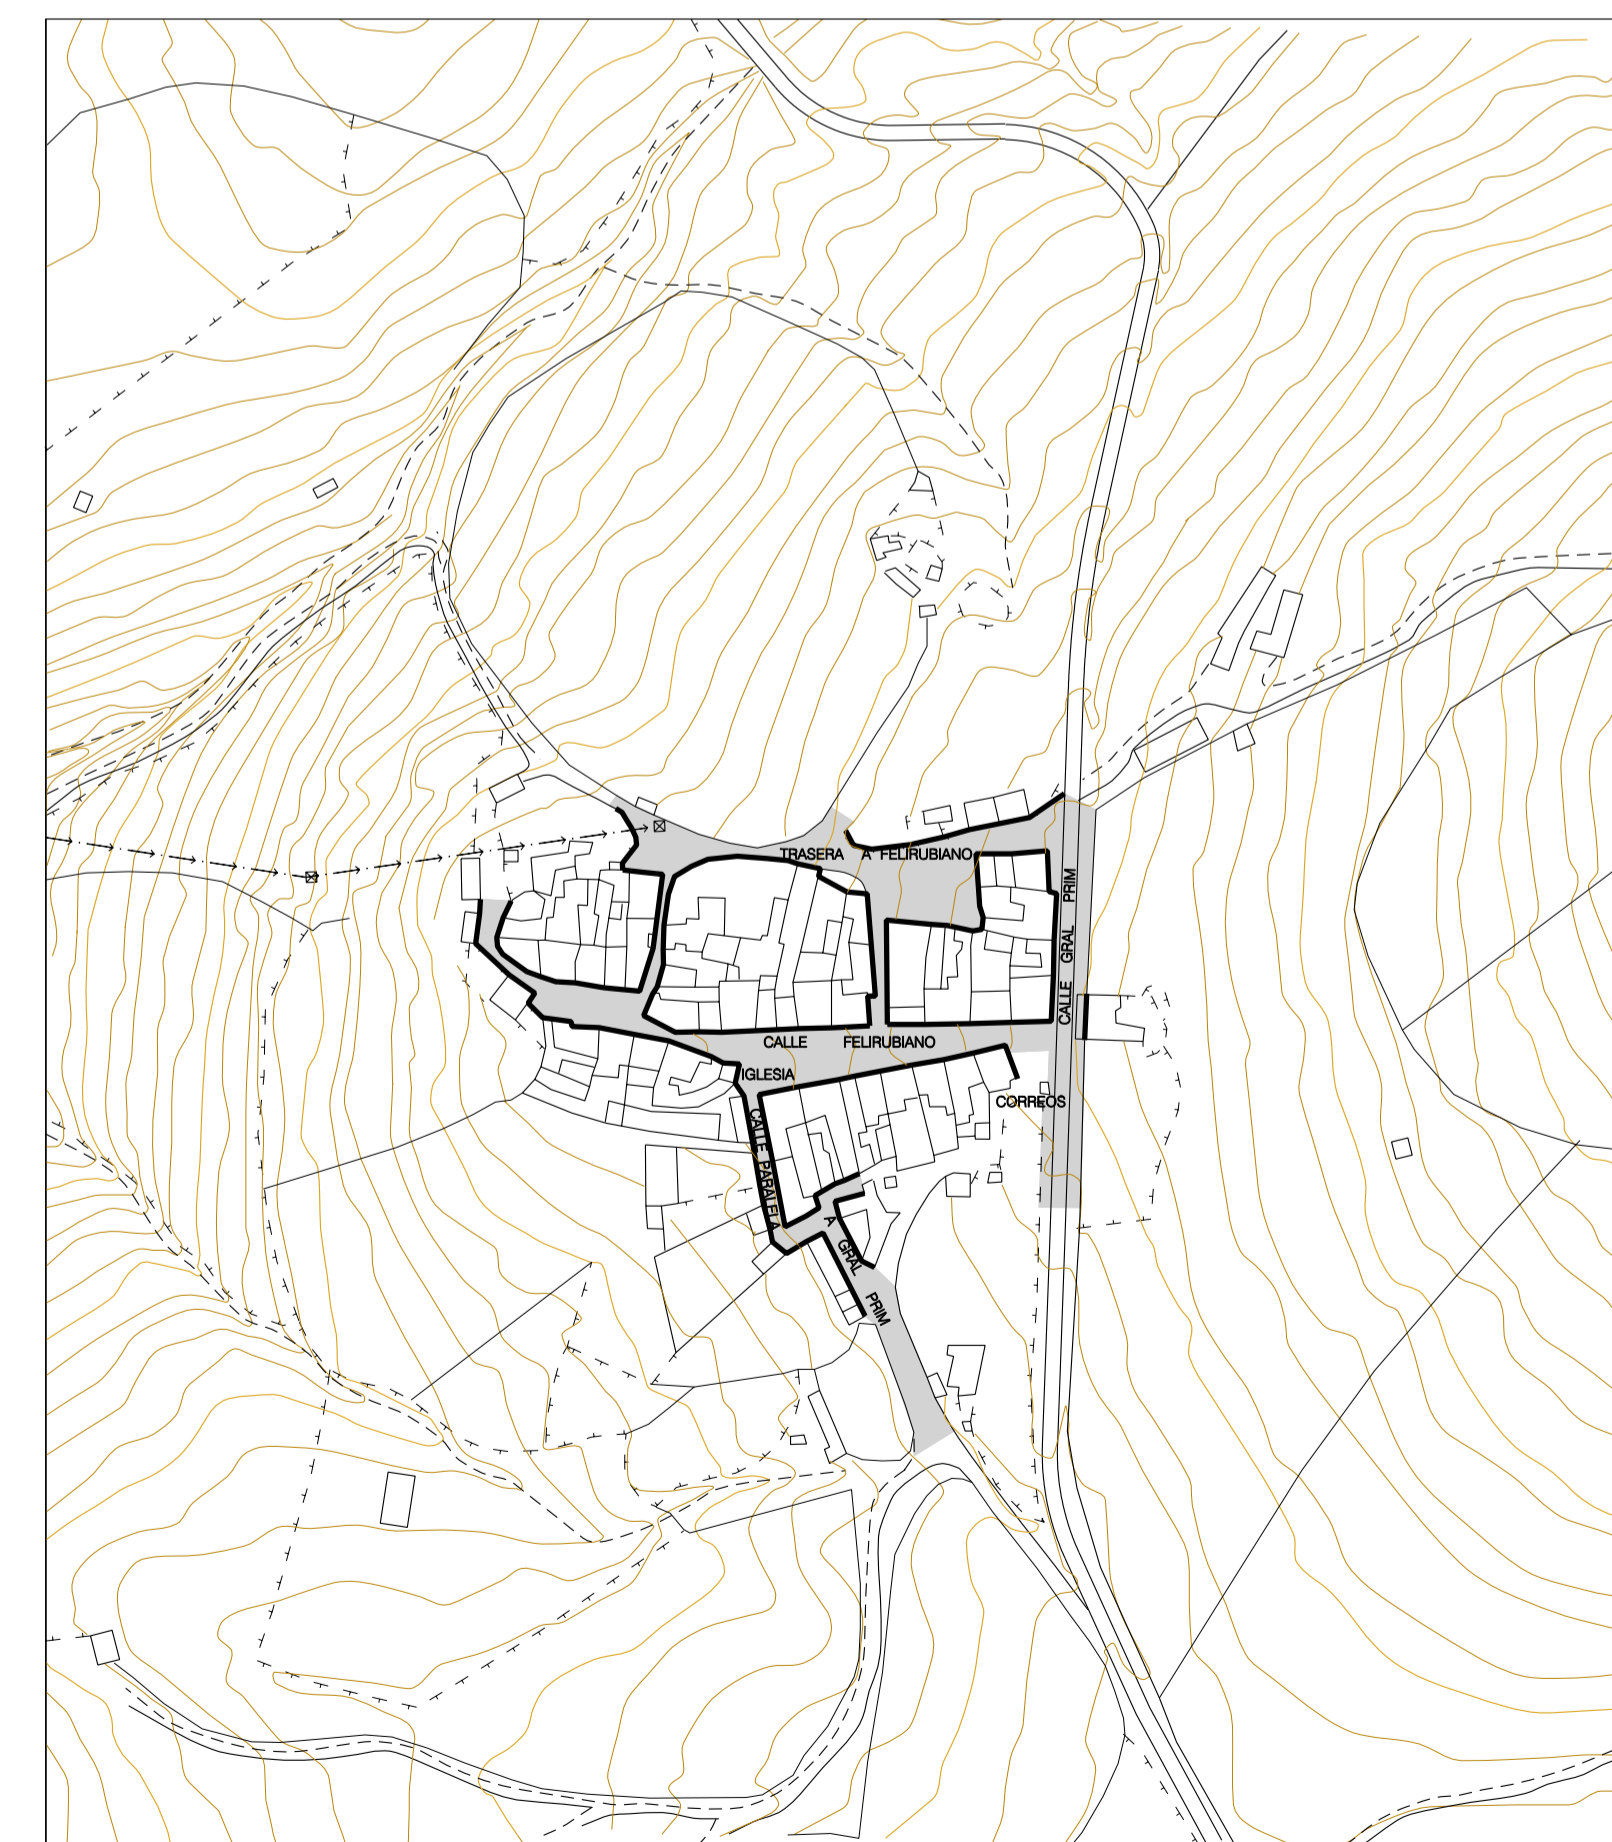 TRASERA A FELIRUBIANO
CALLE GRAL PRIM
CALLE FELIRUBIANO
IGLESIA
CORREOS
CALLE PARALELA
A GRAL PRIM